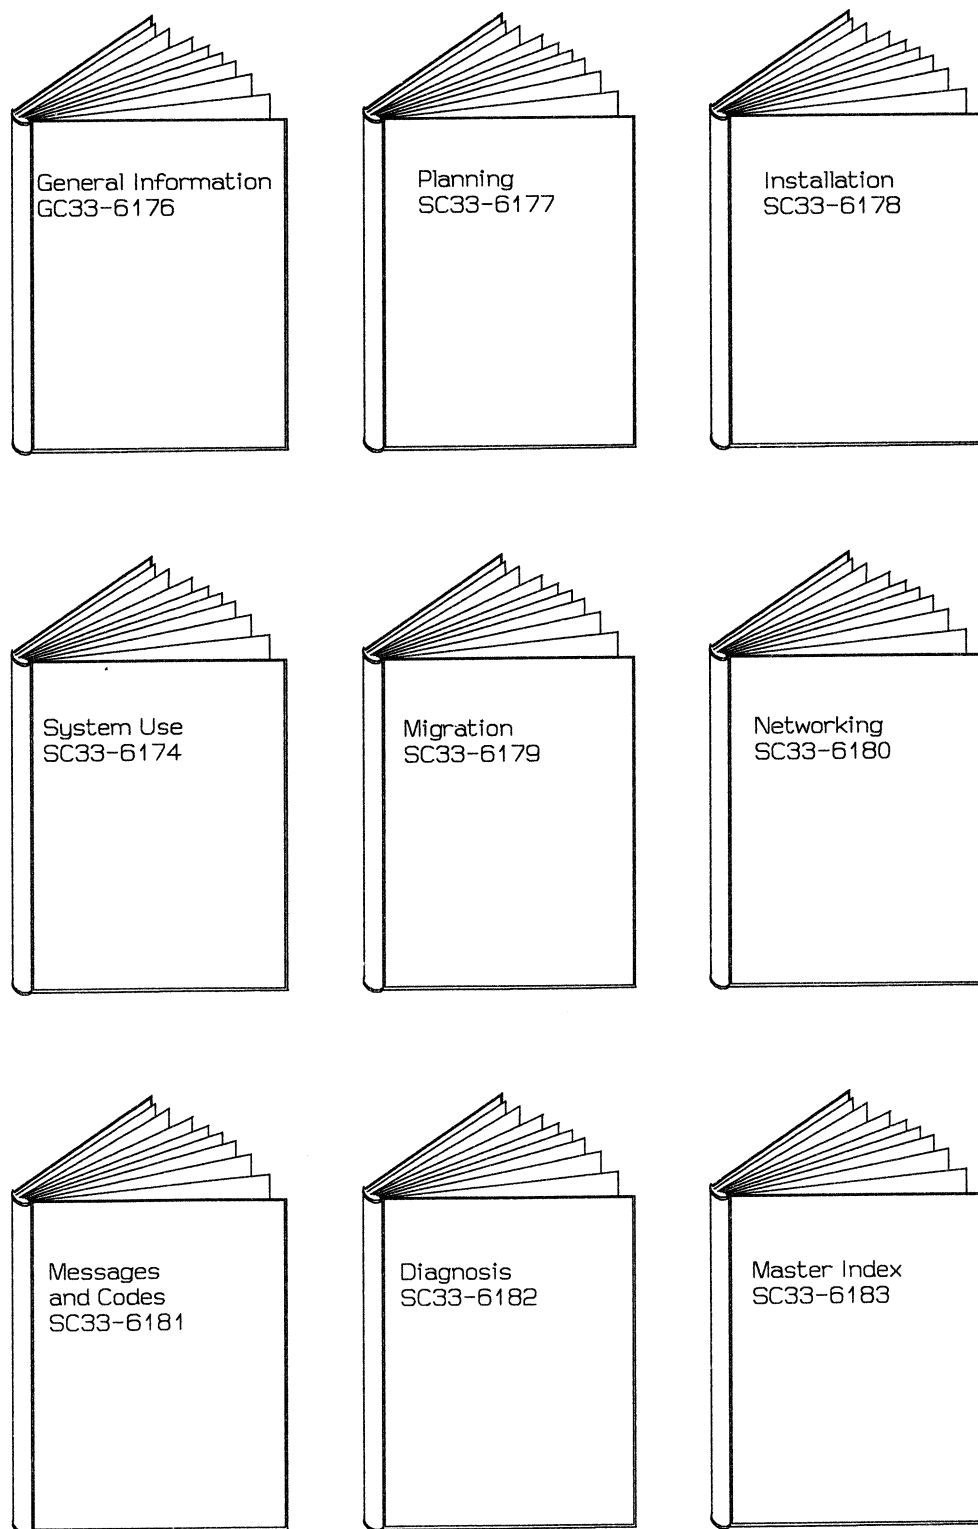 General Information
GC33-6176
Planning
SC33-6177
Installation
SC33-6178
System Use
SC33-6174
Migration
SC33-6179
Networking
SC33-6180
Messages
and Codes
SC33-6181
Diagnosis
SC33-6182
Master Index
SC33-6183